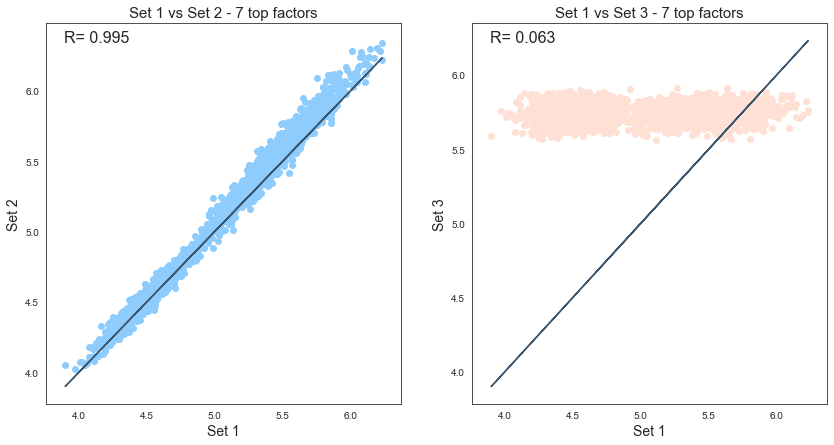 Set 1 vs Set 2 - 7 top factors
R= 0.995
6.0
5.5
5.0
4.5
4.0
Set 2
4.0 4.5 5.0 5.5 6.0
Set 1
Set 1 vs Set 3 - 7 top factors
R= 0.063
6.0
5.5
5.0
4.5
4.0
Set 3
4.0 4.5 5.0 5.5 6.0
Set 1